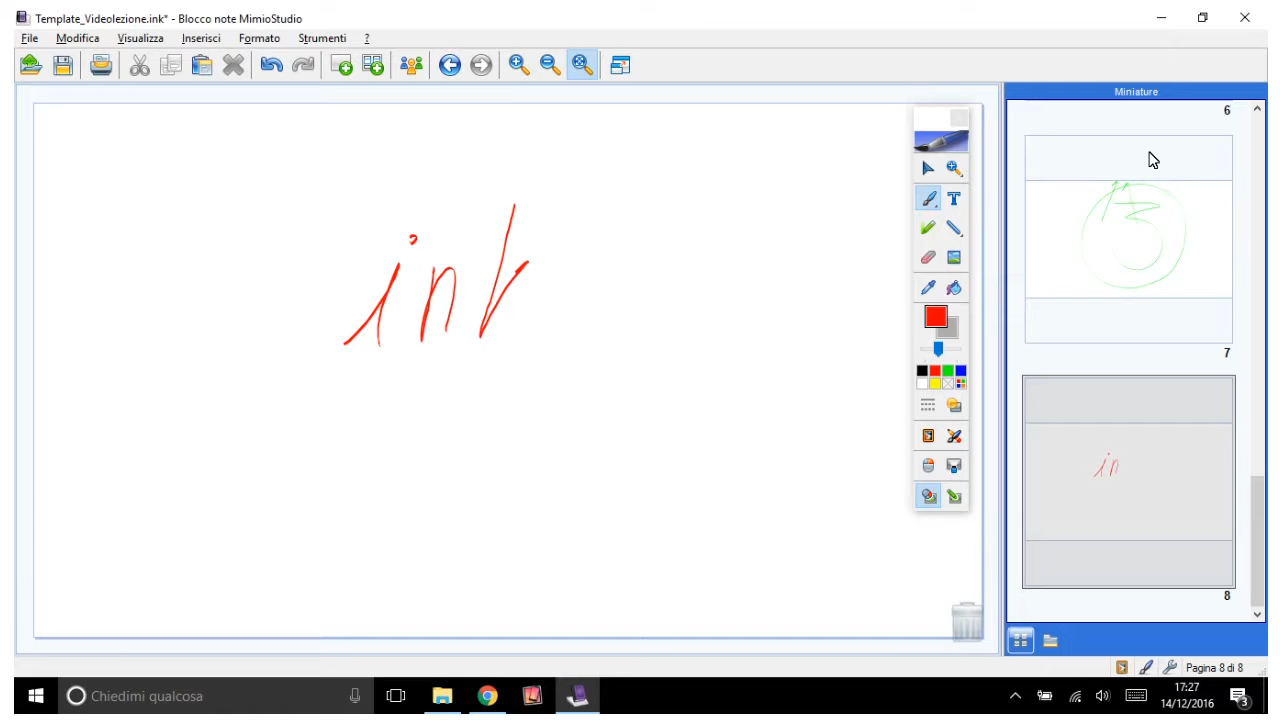 Template_Videolezione.ink* - Blocco note MimioStudio
File Modifica Visualizza Inserisci Formato Strumenti ?
Miniature
6
7
in
8
ink
T
Pagina 8 di 8
Chiedimi qualcosa
17:27
14/12/2016
3